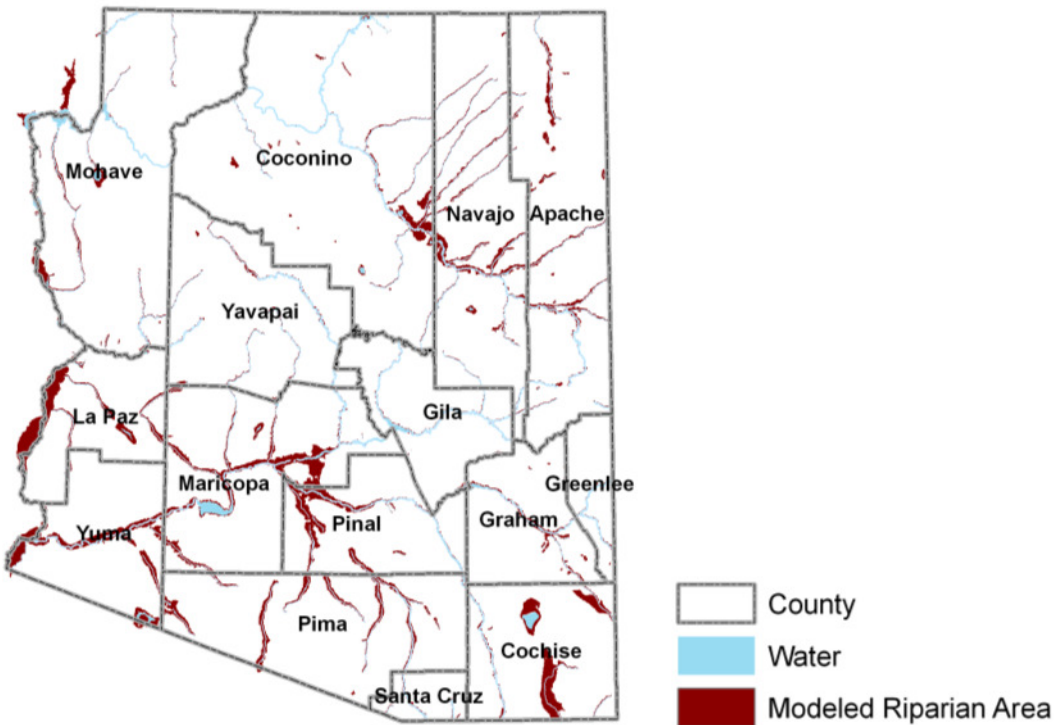 Mohave
Coconino
Navajo
Apache
Yavapai
La Paz
Gila
Maricopa
Greenlee
Yuma
Pinal
Graham
Pima
Cochise
Santa Cruz
County
Water
Modeled Riparian Area